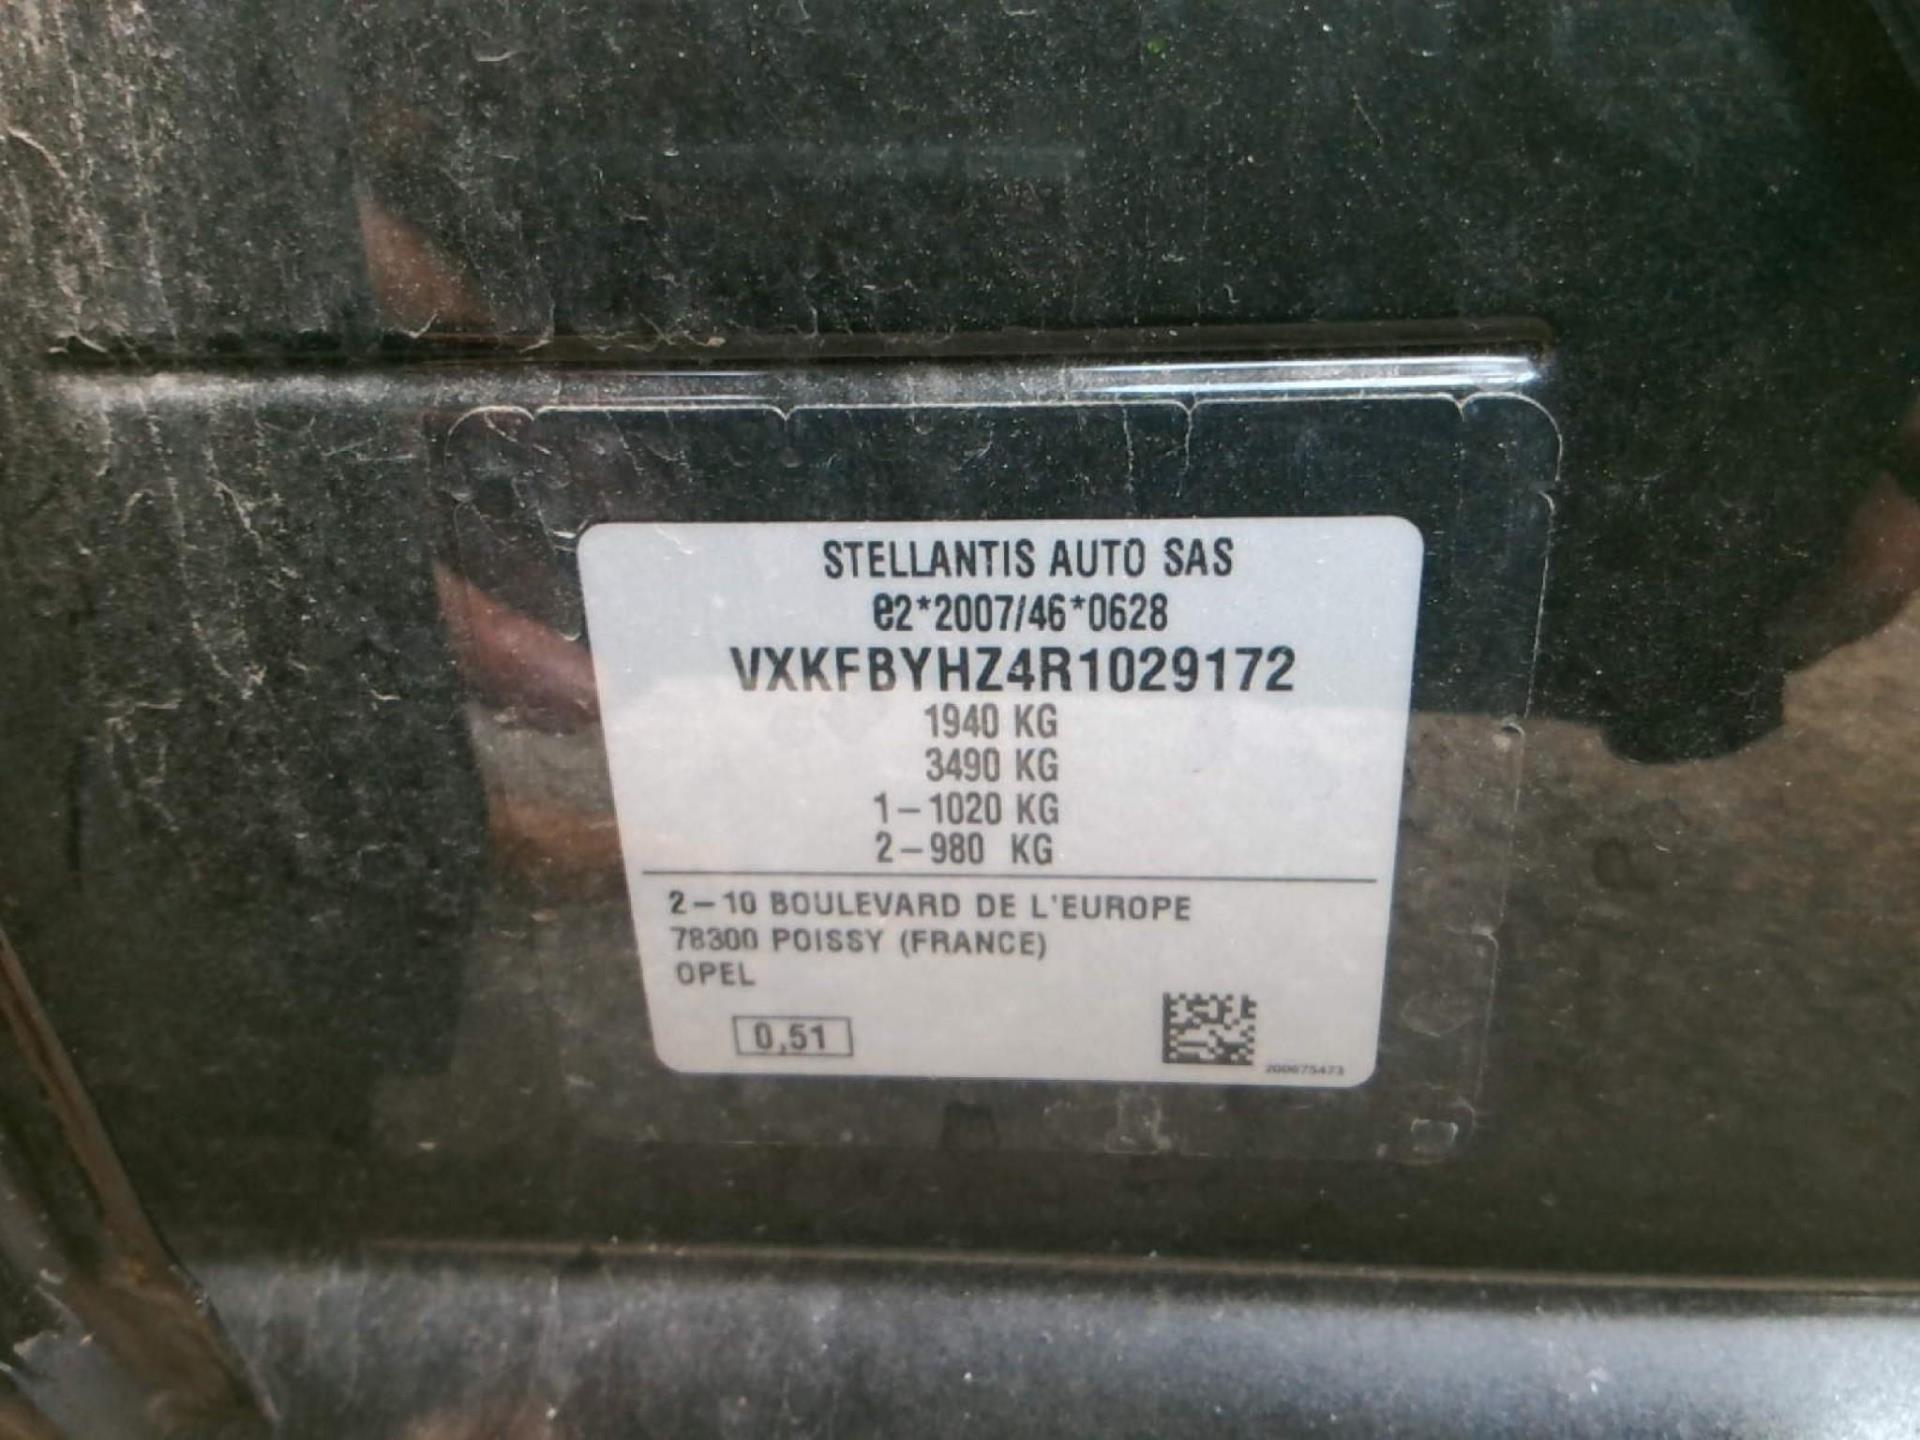 STELLANTIS AUTO SAS
e2*2007/46*0628
VXKFBYHZ4R1029172
1940 KG
3490 KG
1-1020 KG
2-980 KG
2-10 BOULEVARD DE L'EUROPE
78300 POISSY (FRANCE)
OPEL
0,51
200075473